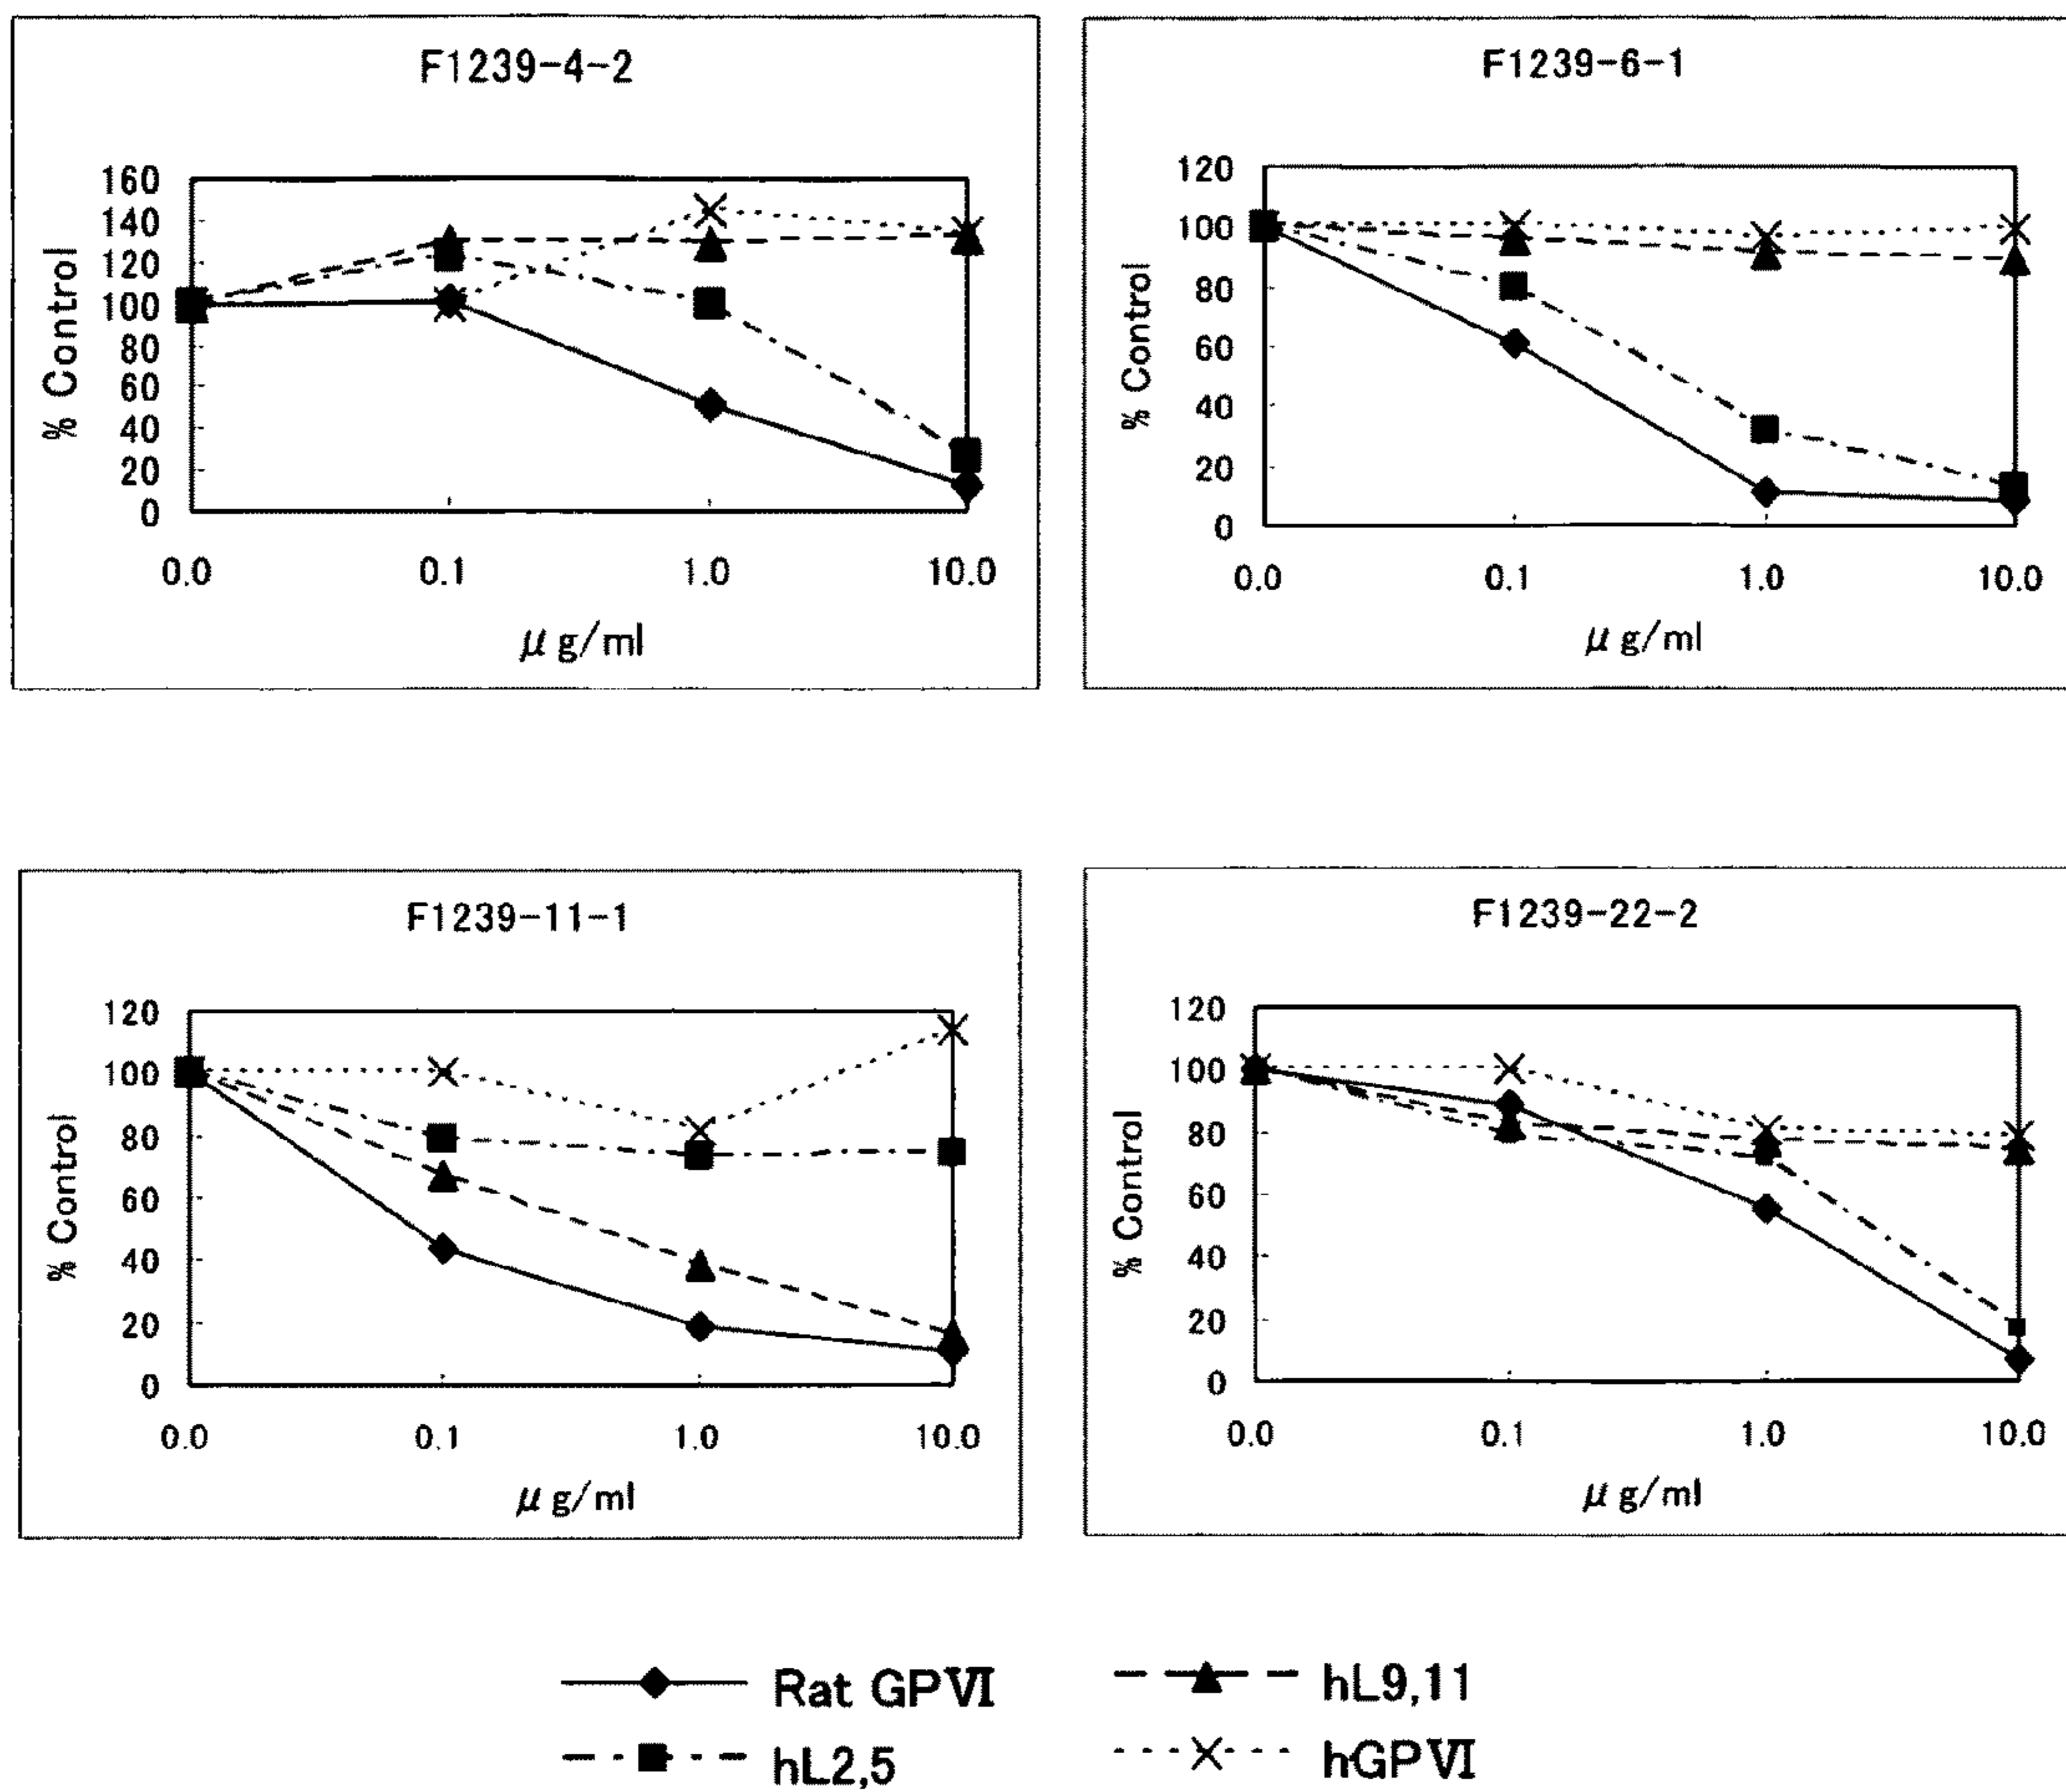 F1239-4-2
% Control
160
140
120
100
80
60
40
20
0
0.0 0.1 1.0 10.0
μg/ml
F1239-6-1
% Control
120
100
80
60
40
20
0
0.0 0.1 1.0 10.0
μg/ml
F1239-11-1
% Control
120
100
80
60
40
20
0
0.0 0.1 1.0 10.0
μg/ml
F1239-22-2
% Control
120
100
80
60
40
20
0
0.0 0.1 1.0 10.0
μg/ml
Rat GPⅥ
hL9,11
hL2,5
hGPⅥ